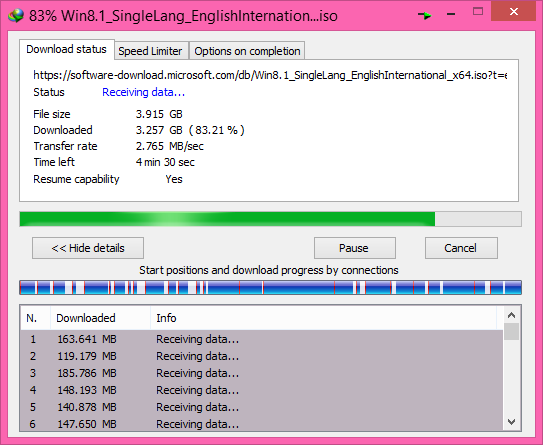 83% Win8.1_SingleLang_EnglishInternation...iso
Download status Speed Limiter Options on completion
https://software-download.microsoft.com/db/Win8.1_SingleLang_EnglishInternational_x64.iso?t=e
Status Receiving data...
File size 3.915 GB
Downloaded 3.257 GB ( 83.21 % )
Transfer rate 2.765 MB/sec
Time left 4 min 30 sec
Resume capability Yes
<< Hide details Pause Cancel
Start positions and download progress by connections
N. Downloaded Info
1 163.641 MB Receiving data...
2 119.179 MB Receiving data...
3 185.786 MB Receiving data...
4 148.193 MB Receiving data...
5 140.878 MB Receiving data...
6 147.650 MB Receiving data...